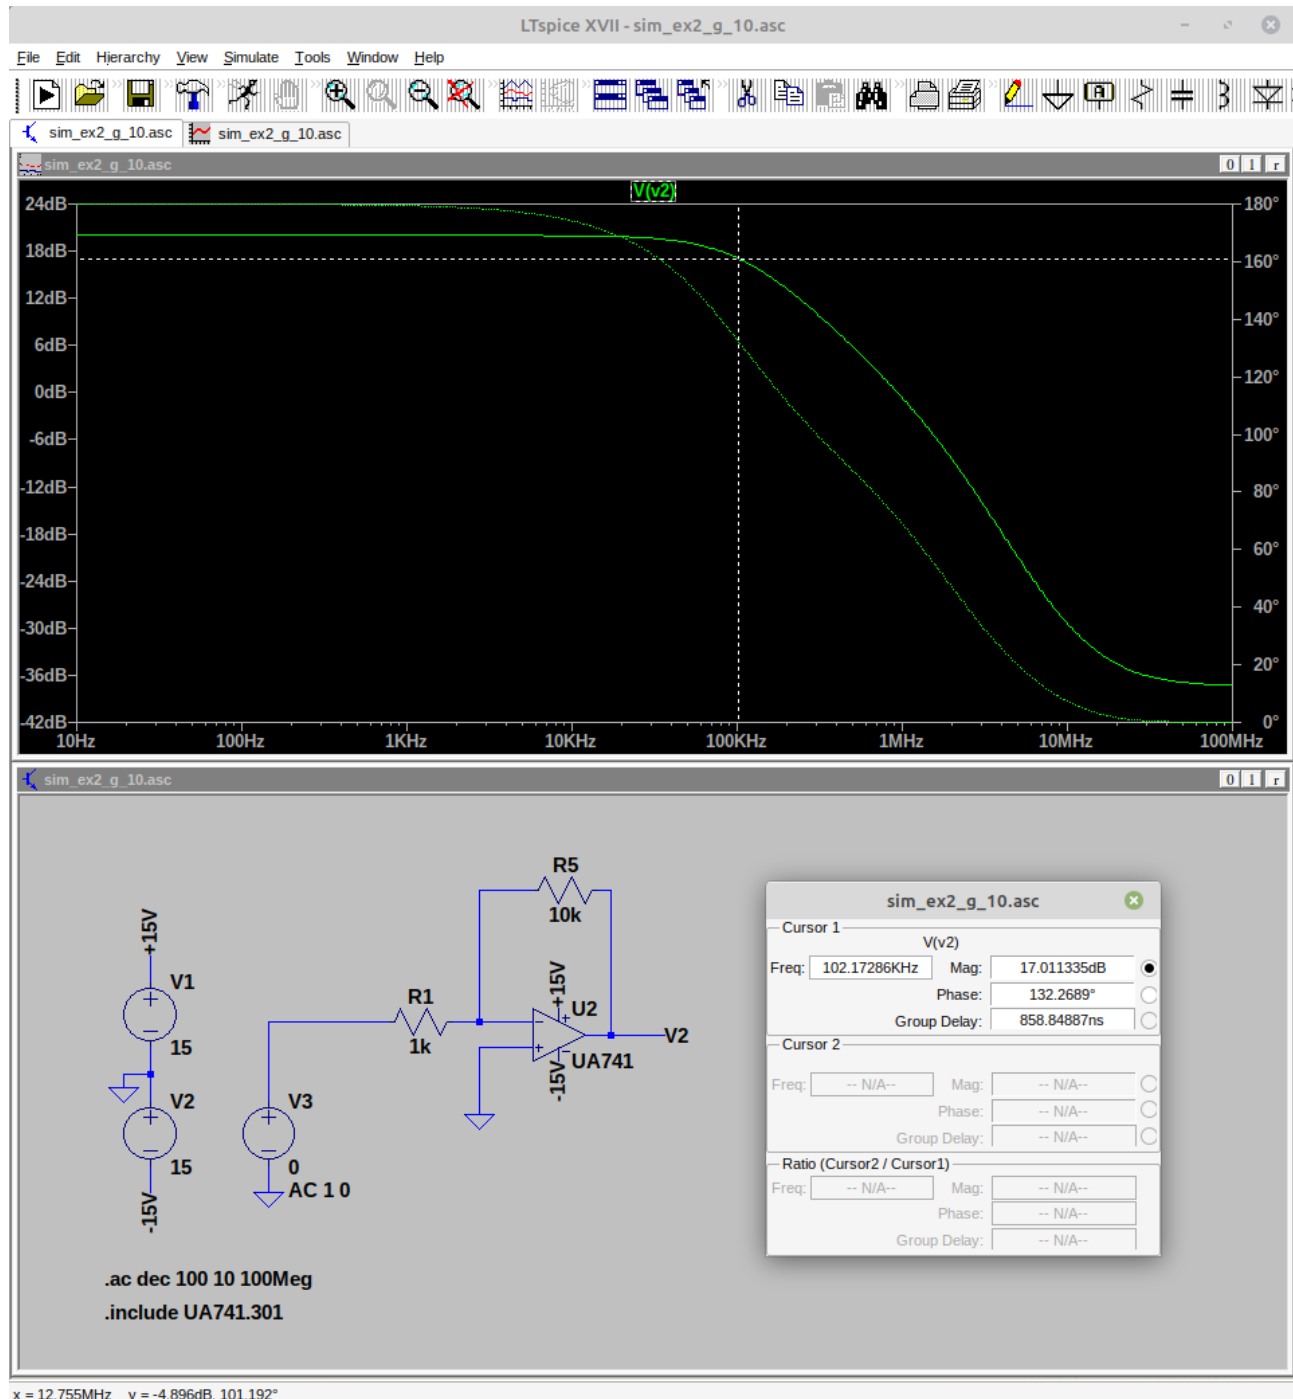 LTspice XVII - sim_ex2_g_10.asc
File Edit Hierarchy View Simulate Tools Window Help
sim_ex2_g_10.asc sim_ex2_g_10.asc
sim_ex2_g_10.asc
V(v2)
24dB 180°
18dB 160°
12dB 140°
6dB 120°
0dB 100°
-6dB 80°
-12dB 60°
-18dB 40°
-24dB 20°
-30dB 0°
-36dB
-42dB
10Hz 100Hz 1KHz 10KHz 100KHz 1MHz 10MHz 100MHz
sim_ex2_g_10.asc
R5
10k
+15V
V1
15
V2
15
-15V
V3
0
AC 1 0
R1
1k
+15V
U2
UA741
-15V
V2
.ac dec 100 10 100Meg
.include UA741.301
sim_ex2_g_10.asc
Cursor 1
V(v2)
Freq: 102.17286KHz Mag: 17.011335dB
Phase: 132.2689°
Group Delay: 858.84887ns
Cursor 2
Freq: -- N/A-- Mag: -- N/A--
Phase: -- N/A--
Group Delay: -- N/A--
Ratio (Cursor2 / Cursor1)
Freq: -- N/A-- Mag: -- N/A--
Phase: -- N/A--
Group Delay: -- N/A--
x = 12.755MHz y = -4.896dB, 101.192°